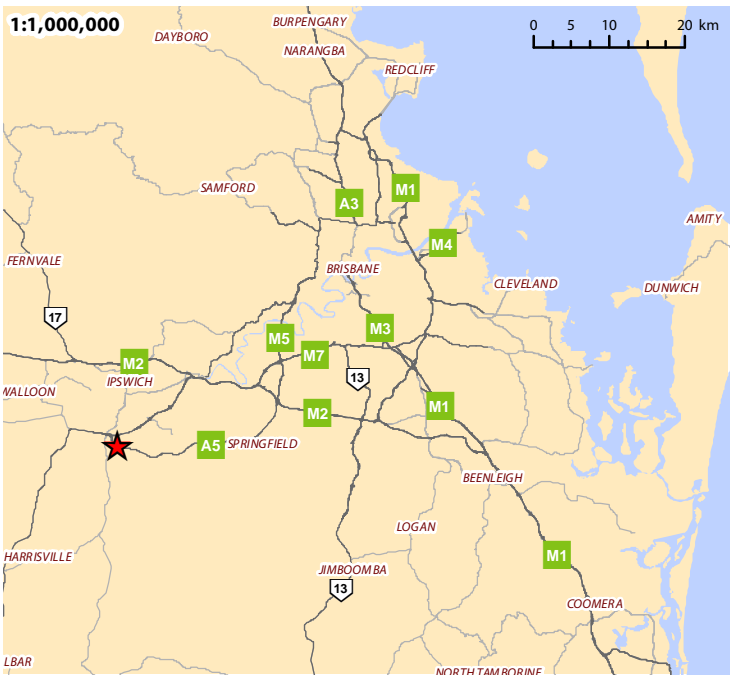 1:1,000,000
BURPENGARY
0 5 10 20 km
DAYBORO
NARANGBA
REDCLIFF
SAMFORD
M1
A3
AMITY
M4
FERNVALE
BRISBANE
CLEVELAND
DUNWICH
17
M3
M5
M7
M2
13
IPSWICH
WALLOON
M1
M2
A5
SPRINGFIELD
BEENLEIGH
LOGAN
HARRISVILLE
M1
JIMBOOMBA
13
COOMERA
LBAR
NORTH TAMBORINE